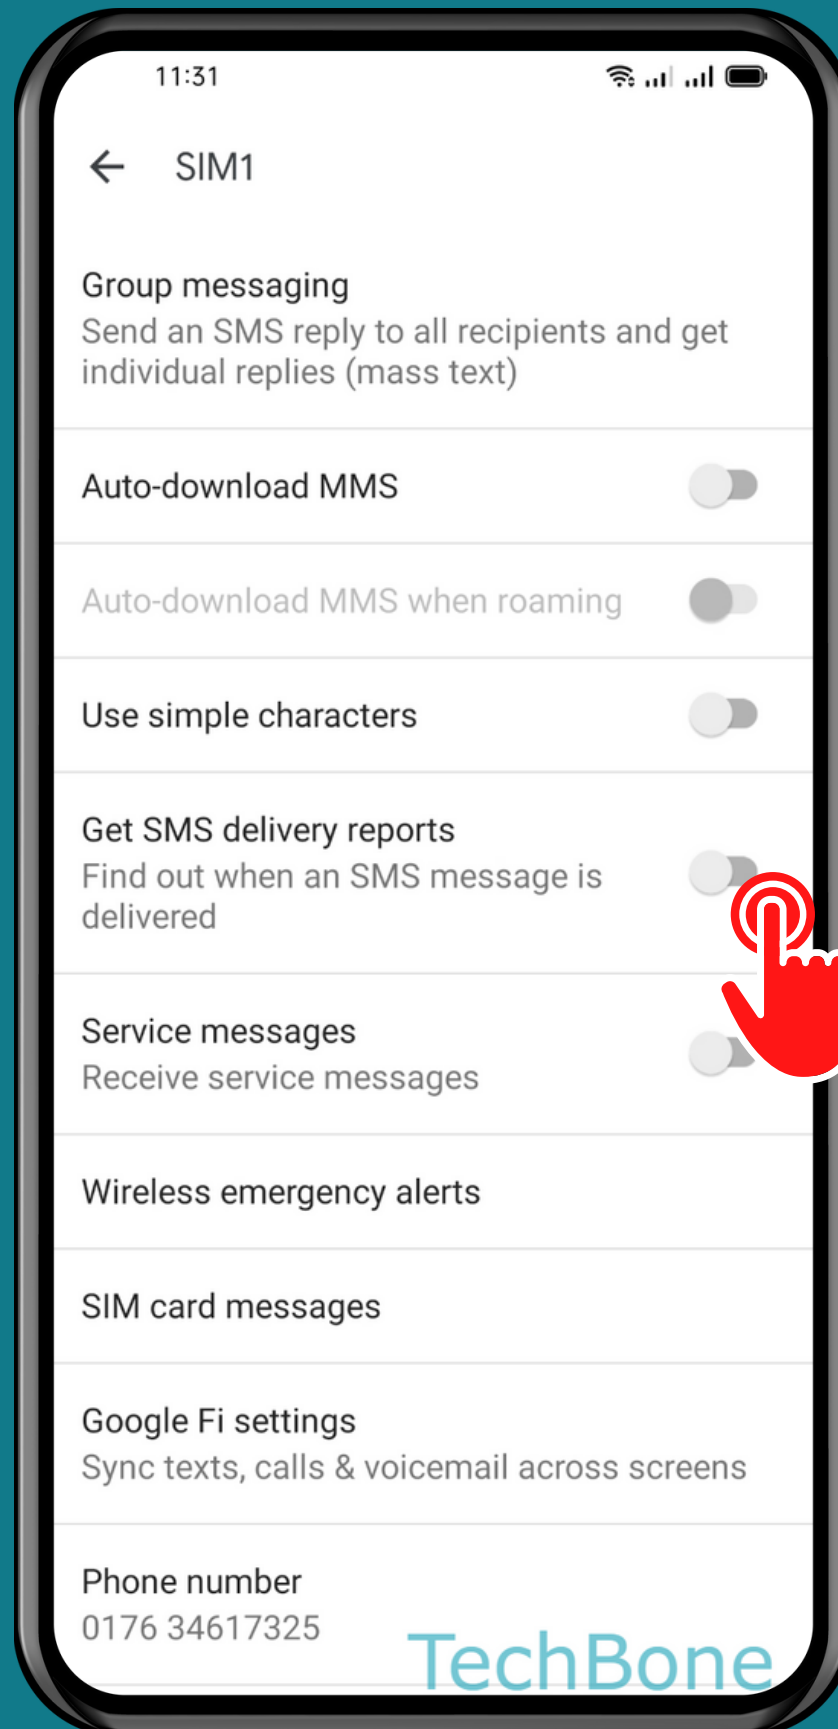 11:31
SIM1
Group messaging
Send an SMS reply to all recipients and get
individual replies (mass text)
Auto-download MMS
Auto-download MMS when roaming
Use simple characters
Get SMS delivery reports
Find out when an SMS message is
delivered
Service messages
Receive service messages
Wireless emergency alerts
SIM card messages
Google Fi settings
Sync texts, calls & voicemail across screens
Phone number
0176 34617325
TechBone